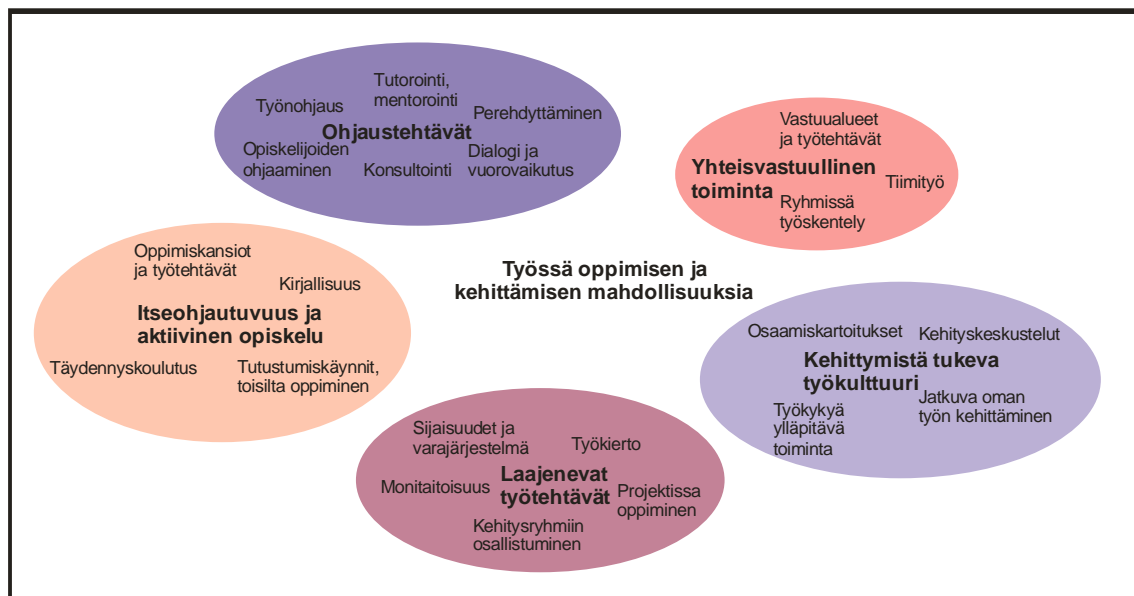 Tutorointi,
mentorointi
Työnohjaus
Perehdyttäminen
Ohjaustehtävät
Opiskelijoiden
ohjaaminen
Konsultointi
Dialogi ja
vuorovaikutus
Vastuualueet
ja työtehtävät
Yhteisvastuullinen
toiminta
Tiimityö
Ryhmissä
työskentely
Työssä oppimisen ja
kehittämisen mahdollisuuksia
Oppimiskansiot
ja työtehtävät
Kirjallisuus
Itseohjautuvuus ja
aktiivinen opiskelu
Täydennyskoulutus
Tutustumiskäynnit,
toisilta oppiminen
Osaamiskartoitukset
Kehityskeskustelut
Kehittymistä tukeva
työkulttuuri
Työkykyä
ylläpitävä
toiminta
Jatkuva oman
työn kehittäminen
Sijaisuudet ja
varajärjestelmä
Työkierto
Monitaitoisuus
Laajenevat
työtehtävät
Projektissa
oppiminen
Kehitysryhmiin
osallistuminen